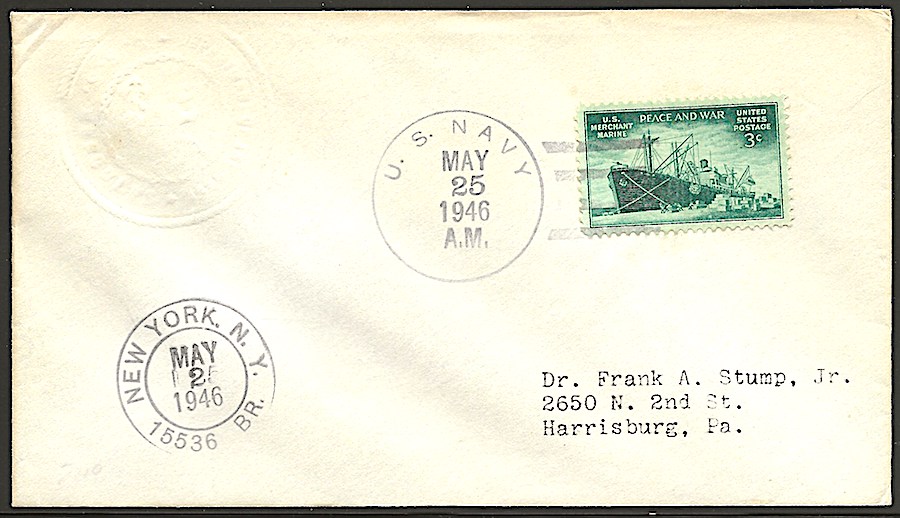 U. S. NAVY
MAY
25
1946
A.M.
U.S.
MERCHANT
MARINE
PEACE AND WAR
UNITED
STATES
POSTAGE
3¢
NEW YORK, N. Y.
MAY
2
1946
15536 BR.
Dr. Frank A. Stump, Jr.
2650 N. 2nd St.
Harrisburg, Pa.